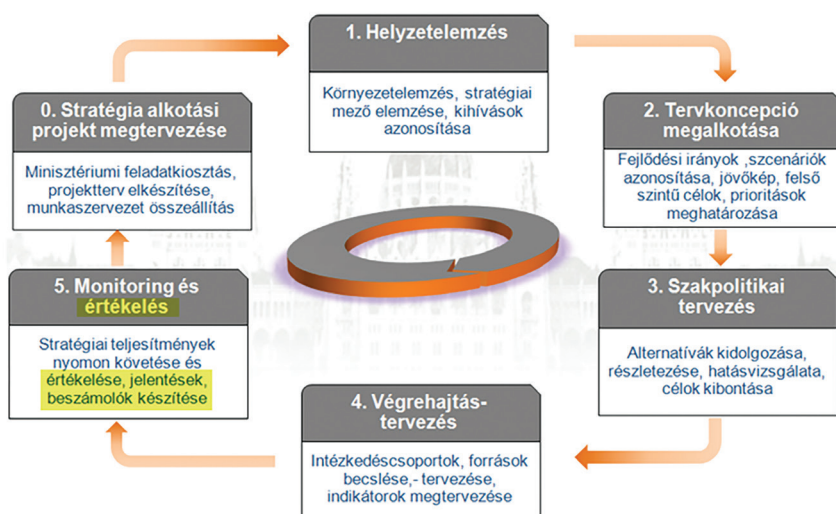 1. Helyzetelemzés
Környezetelemzés, stratégiai
mező elemzése, kihívások
azonosítása
0. Stratégia alkotási
projekt megtervezése
Minisztériumi feladatkiosztás,
projektterv elkészítése,
munkaszervezet összeállítás
2. Tervkoncepció
megalkotása
Fejlődési irányok ,szcenáriók
azonosítása, jövőkép, felső
szintű célok, prioritások
meghatározása
5. Monitoring és
értékelés
Stratégiai teljesítmények
nyomon követése és
értékelése, jelentések,
beszámolók készítése
3. Szakpolitikai
tervezés
Alternatívák kidolgozása,
részletezése, hatásvizsgálata,
célok kibontása
4. Végrehajtás-
tervezés
Intézkedéscsoportok, források
becslése,- tervezése,
indikátorok megtervezése